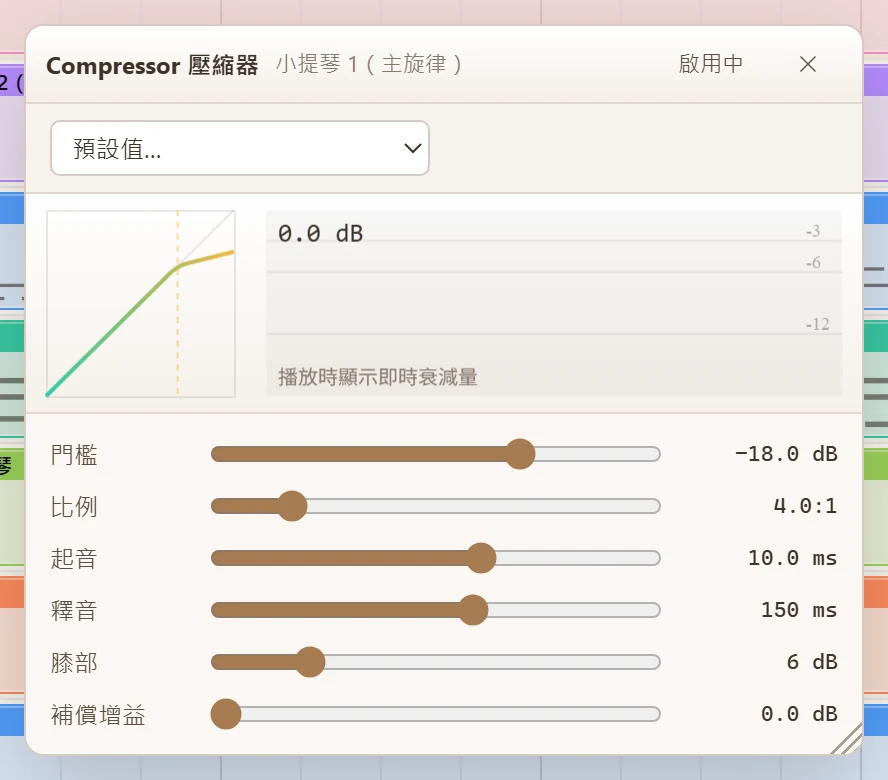 Compressor 壓縮器 小提琴 1 ( 主旋律 ) 啟用中
2 (
預設值...
0.0 dB
-3
-6
-12
播放時顯示即時衰減量
門檻 -18.0 dB
比例 4.0:1
琴
起音 10.0 ms
釋音 150 ms
膝部 6 dB
補償增益 0.0 dB